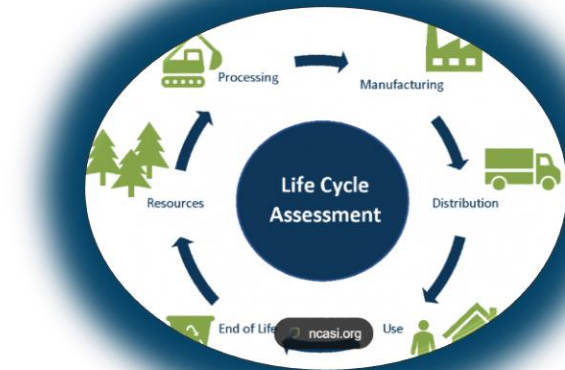 Processing
Manufacturing
Life Cycle
Assessment
Resources
Distribution
End of Life
ncasi.org
Use